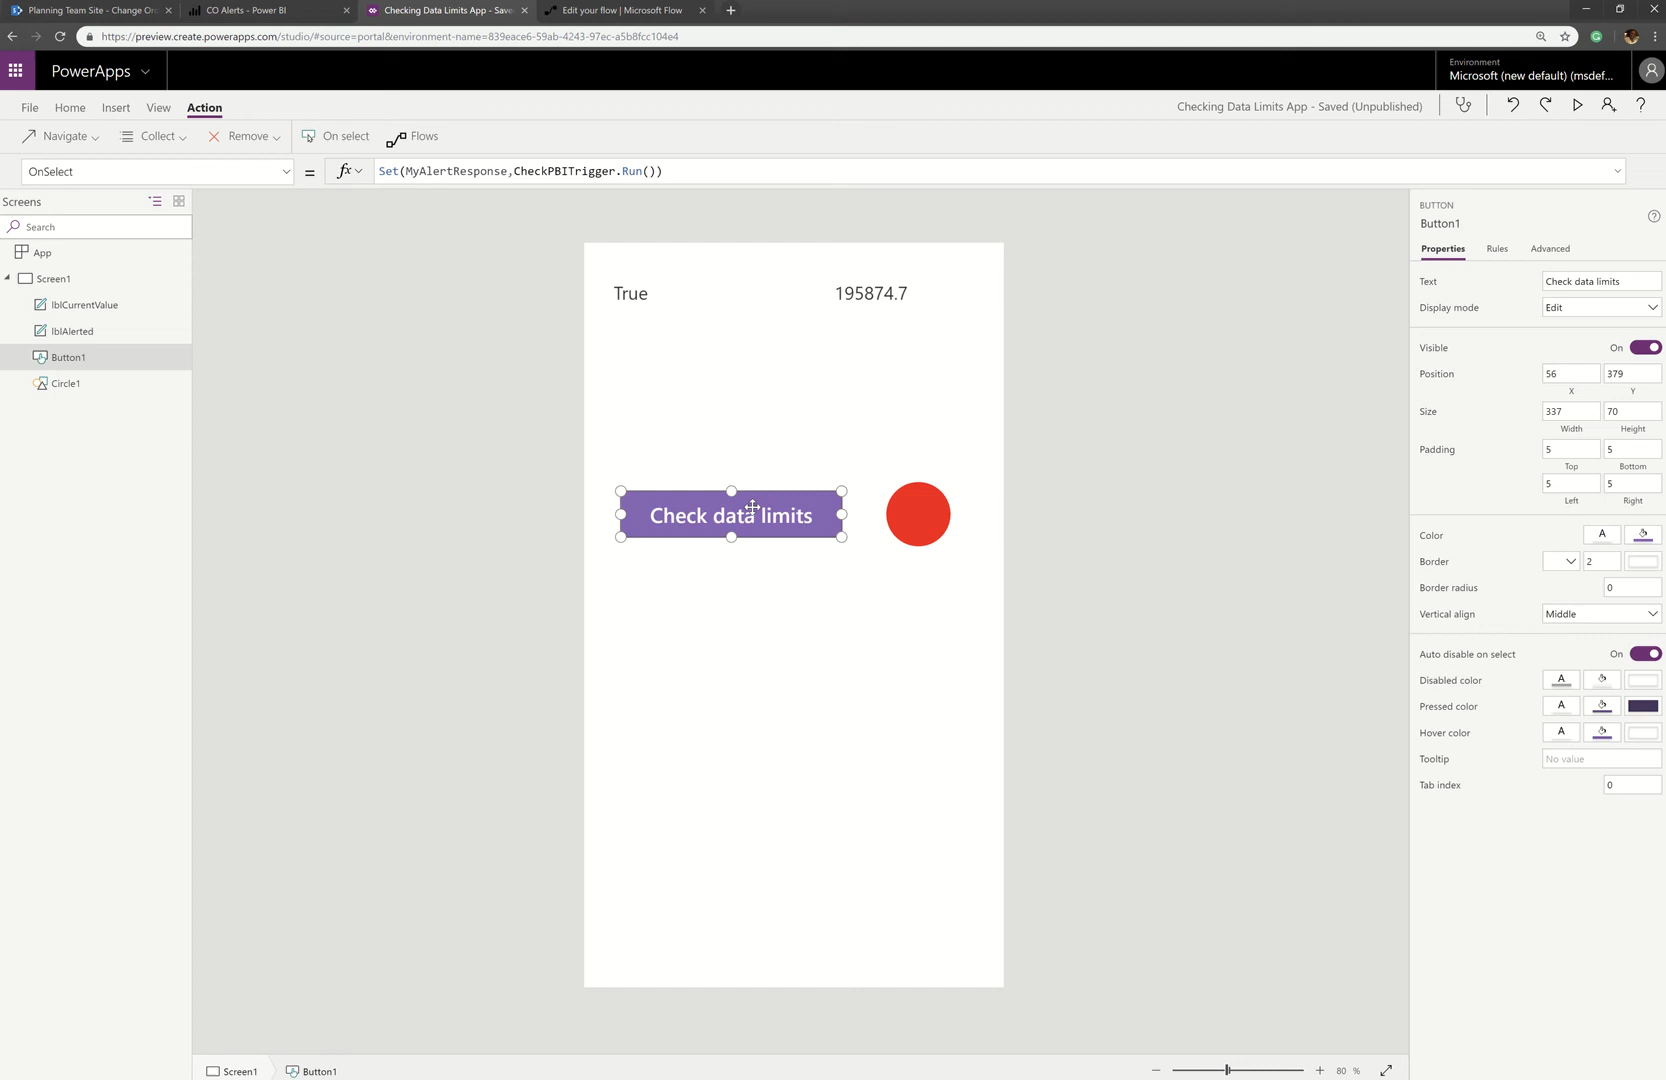 Planning Team Site - Change Or
CO Alerts - Power BI
Checking Data Limits App - Save
Edit your flow | Microsoft Flow
https://preview.create.powerapps.com/studio/#source=portal&environment-name=839eace6-59ab-4243-97ec-a5b8fcc104e4
PowerApps
Environment
Microsoft (new default) (msdef...
File Home Insert View Action
Checking Data Limits App - Saved (Unpublished)
Navigate Collect Remove On select Flows
OnSelect = fx Set(MyAlertResponse,CheckPBITrigger.Run())
Screens
Search
App
Screen1
lblCurrentValue
lblAlerted
Button1
Circle1
True 195874.7
Check data limits
BUTTON
Button1
Properties Rules Advanced
Text Check data limits
Display mode Edit
Visible On
Position 56 379
X Y
Size 337 70
Width Height
Padding 5 5
Top Bottom
5 5
Left Right
Color A
Border 2
Border radius 0
Vertical align Middle
Auto disable on select On
Disabled color A
Pressed color A
Hover color A
Tooltip No value
Tab index 0
Screen1 Button1
80 %